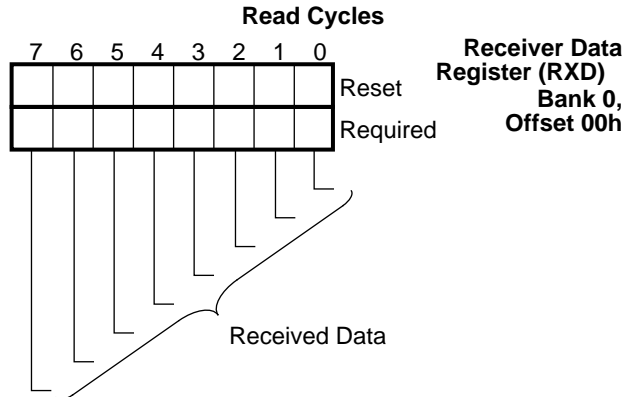 Read Cycles
7 6 5 4 3 2 1 0
Reset
Required
Receiver Data
Register (RXD)
Bank 0,
Offset 00h
Received Data